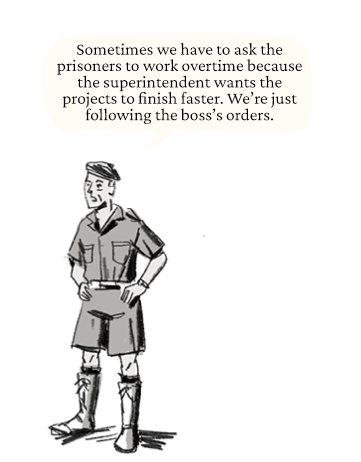 Sometimes we have to ask the
prisoners to work overtime because
the superintendent wants the
projects to finish faster. We’re just
following the boss’s orders.